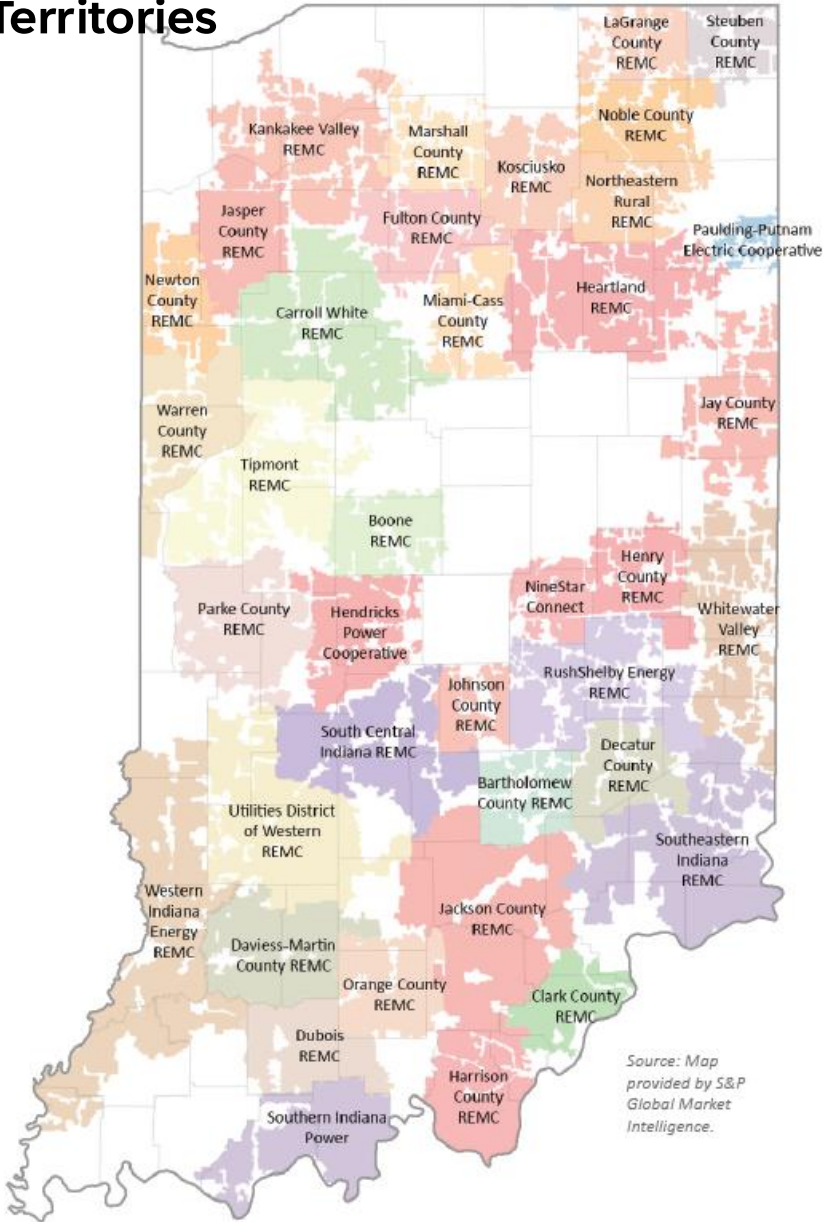 Territories
LaGrange
County
REMC
Steuben
County
REMC
Noble County
REMC
Kankakee Valley
REMC
Marshall
County
REMC
Kosciusko
REMC
Northeastern
Rural
REMC
Jasper
County
REMC
Fulton County
REMC
Paulding-Putnam
Electric Cooperative
Newton
County
REMC
Carroll White
REMC
Miami-Cass
County
REMC
Heartland
REMC
Warren
County
REMC
Jay County
REMC
Tipmont
REMC
Boone
REMC
Parke County
REMC
Hendricks
Power
Cooperative
NineStar
Connect
Henry
County
REMC
Whitewater
Valley
REMC
RushShelby Energy
REMC
Johnson
County
REMC
South Central
Indiana REMC
Decatur
County
REMC
Bartholomew
County REMC
Utilities District
of Western
REMC
Southeastern
Indiana
REMC
Western
Indiana
Energy
REMC
Jackson County
REMC
Daviess-Martin
County REMC
Orange County
REMC
Clark County
REMC
Dubois
REMC
Harrison
County
REMC
Southern Indiana
Power
Source: Map
provided by S&P
Global Market
Intelligence.